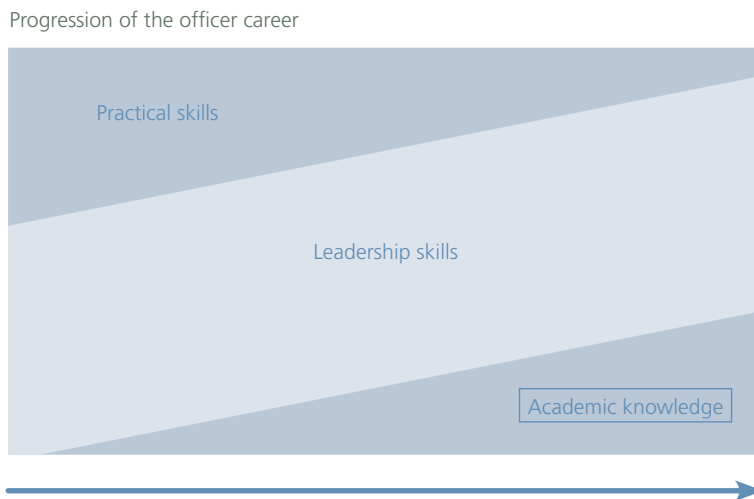 Progression of the officer career
Practical skills
Leadership skills
Academic knowledge